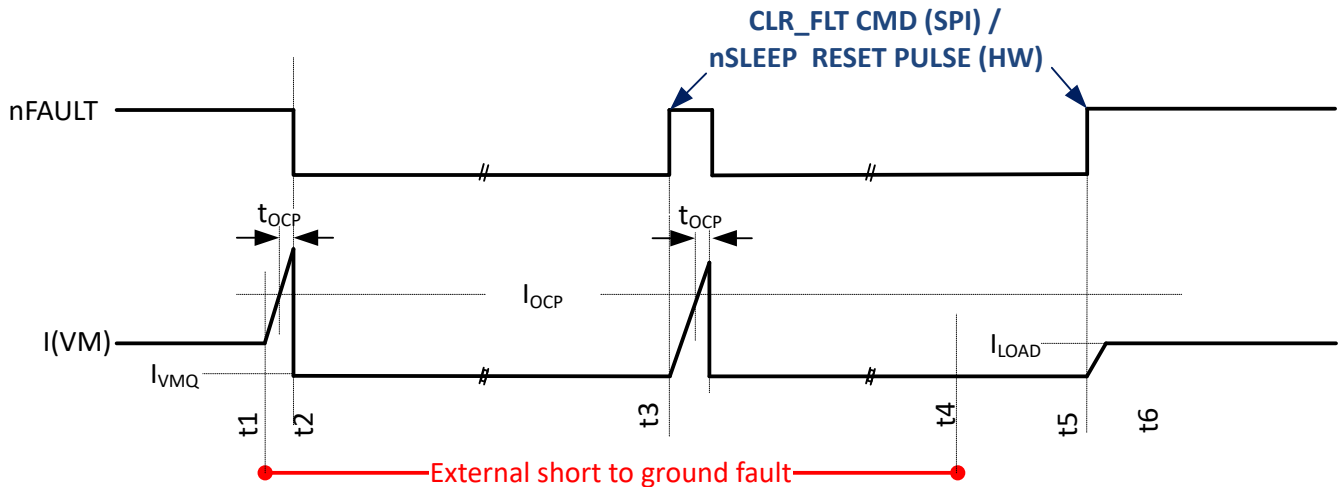 CLR_FLT CMD (SPI) /
nSLEEP RESET PULSE (HW)
nFAULT
tOCP
tOCP
IOCP
I(VM)
ILOAD
IVMQ
t1
t2
t3
t4
t5
t6
External short to ground fault